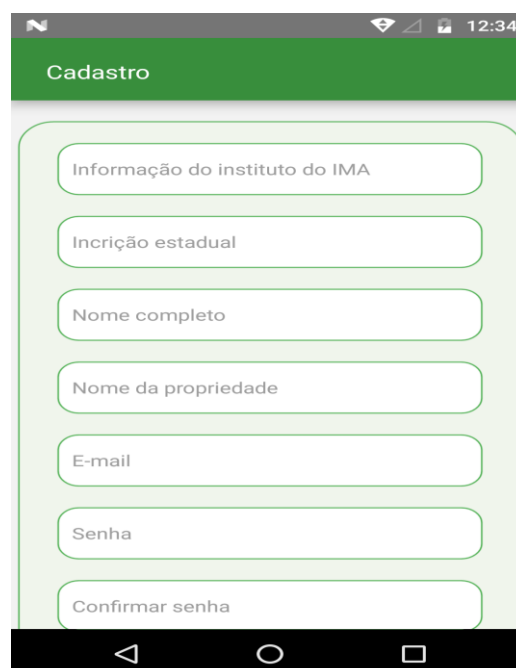 12:34
Cadastro
Informação do instituto do IMA
Incrição estadual
Nome completo
Nome da propriedade
E-mail
Senha
Confirmar senha